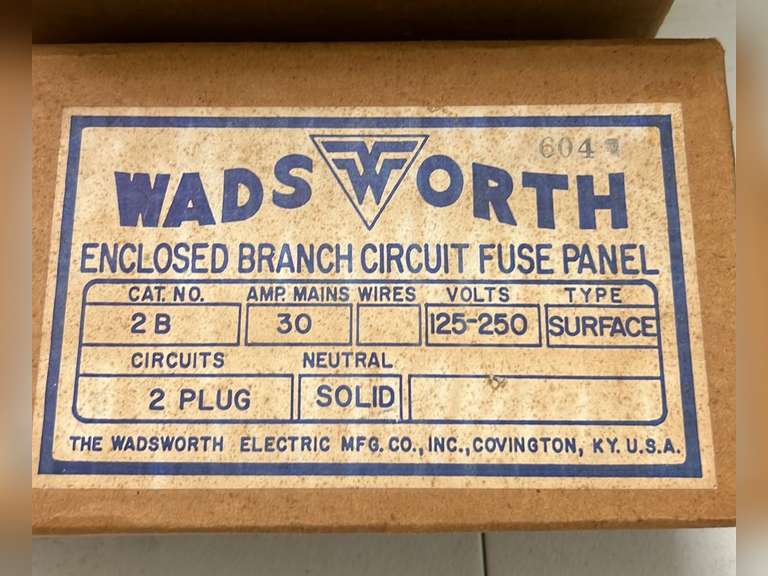 604
WADSWORTH
ENCLOSED BRANCH CIRCUIT FUSE PANEL
CAT. NO. AMP. MAINS WIRES VOLTS TYPE
2 B 30 125-250 SURFACE
CIRCUITS NEUTRAL
2 PLUG SOLID
THE WADSWORTH ELECTRIC MFG. CO., INC., COVINGTON, KY. U.S.A.